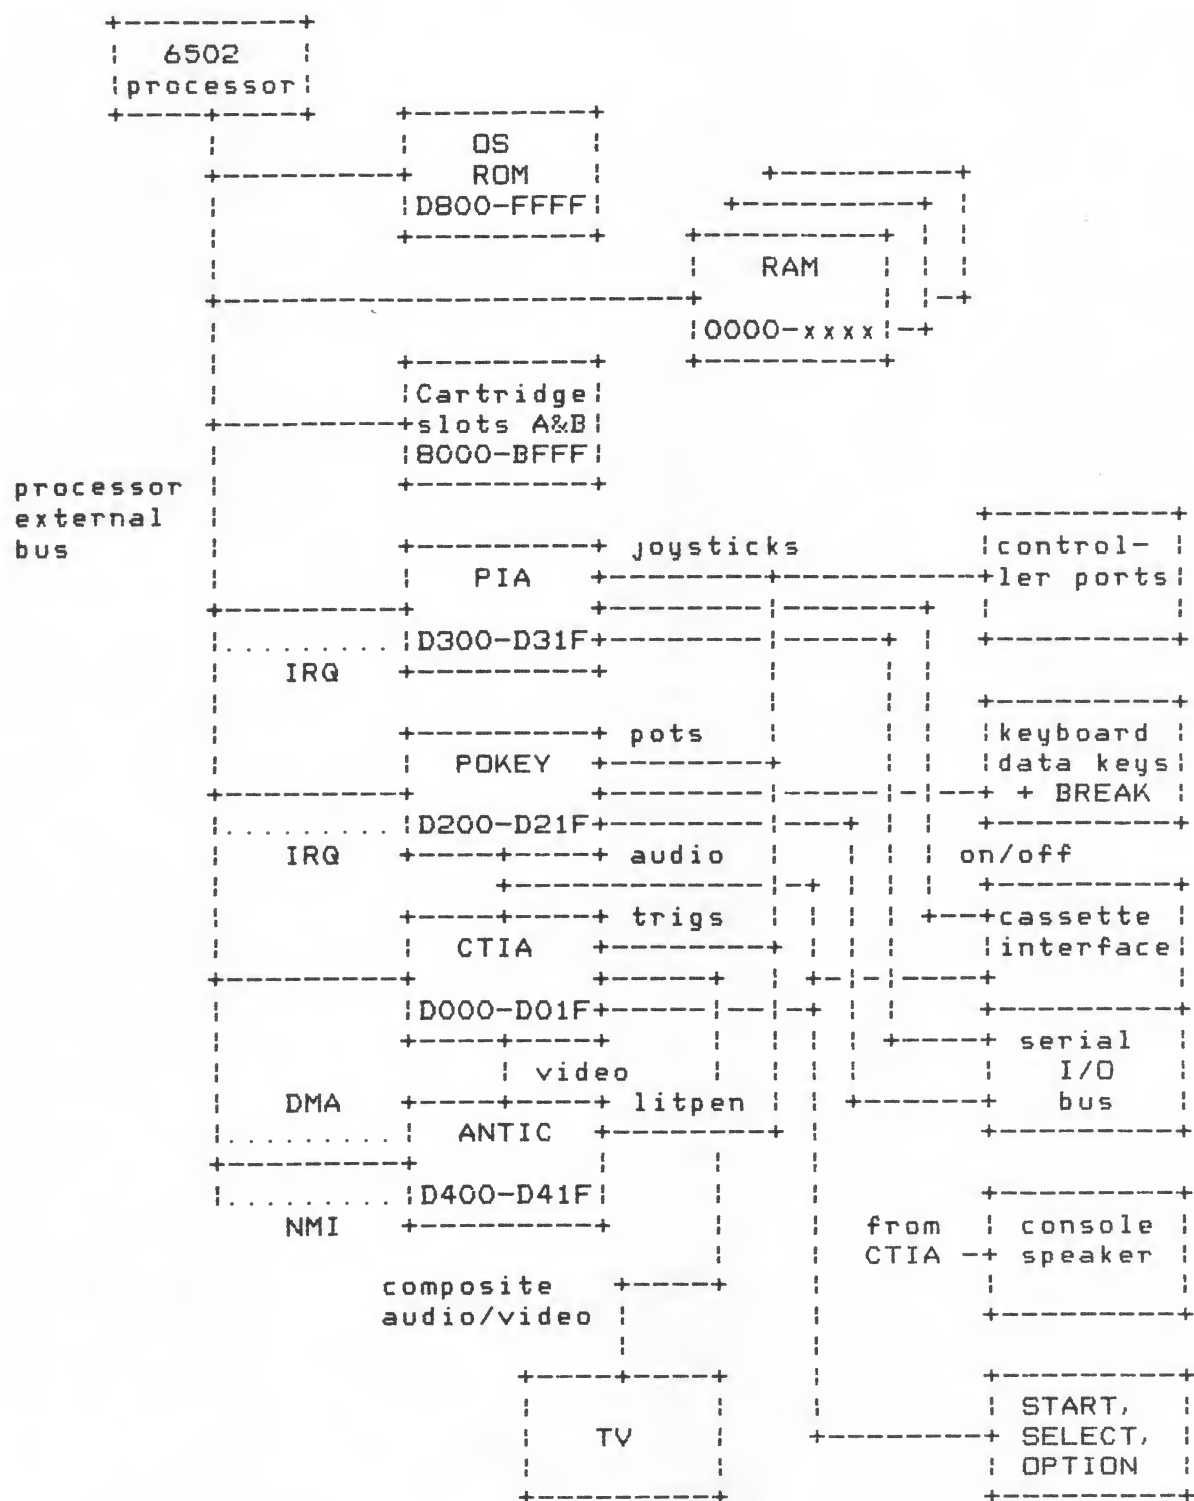 6502
processor
OS
ROM
D800-FFFF
RAM
0000-xxxx
Cartridge
slots A&B
8000-BFFF
processor
external
bus
joysticks
control-
ler ports
PIA
D300-D31F
IRQ
pots
keyboard
data keys
+ BREAK
POKEY
D200-D21F
IRQ
audio
on/off
trigs
cassette
interface
CTIA
D000-D01F
serial
I/O
bus
video
DMA
litpen
ANTIC
D400-D41F
NMI
from
CTIA
console
speaker
composite
audio/video
TV
START,
SELECT,
OPTION